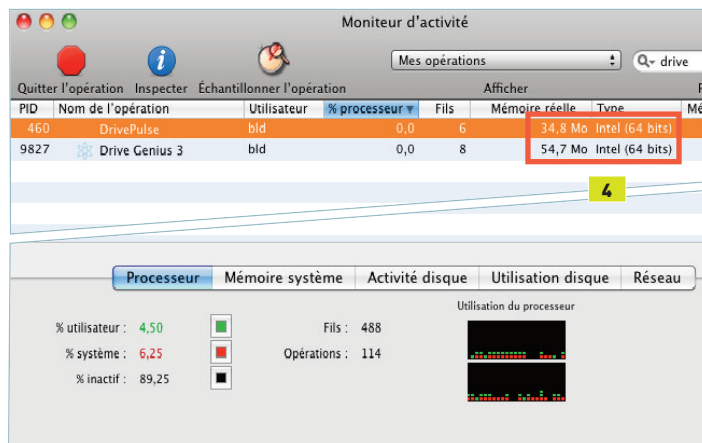 Moniteur d'activité
Mes opérations
drive
Quitter l'opération Inspecter Échantillonner l'opération Afficher
PID Nom de l'opération Utilisateur % processeur Fils Mémoire réelle Type
460 DrivePulse bld 0,0 6 34,8 Mo Intel (64 bits)
9827 Drive Genius 3 bld 0,0 8 54,7 Mo Intel (64 bits)
4
Processeur Mémoire système Activité disque Utilisation disque Réseau
Utilisation du processeur
% utilisateur : 4,50 Fils : 488
% système : 6,25 Opérations : 114
% inactif : 89,25